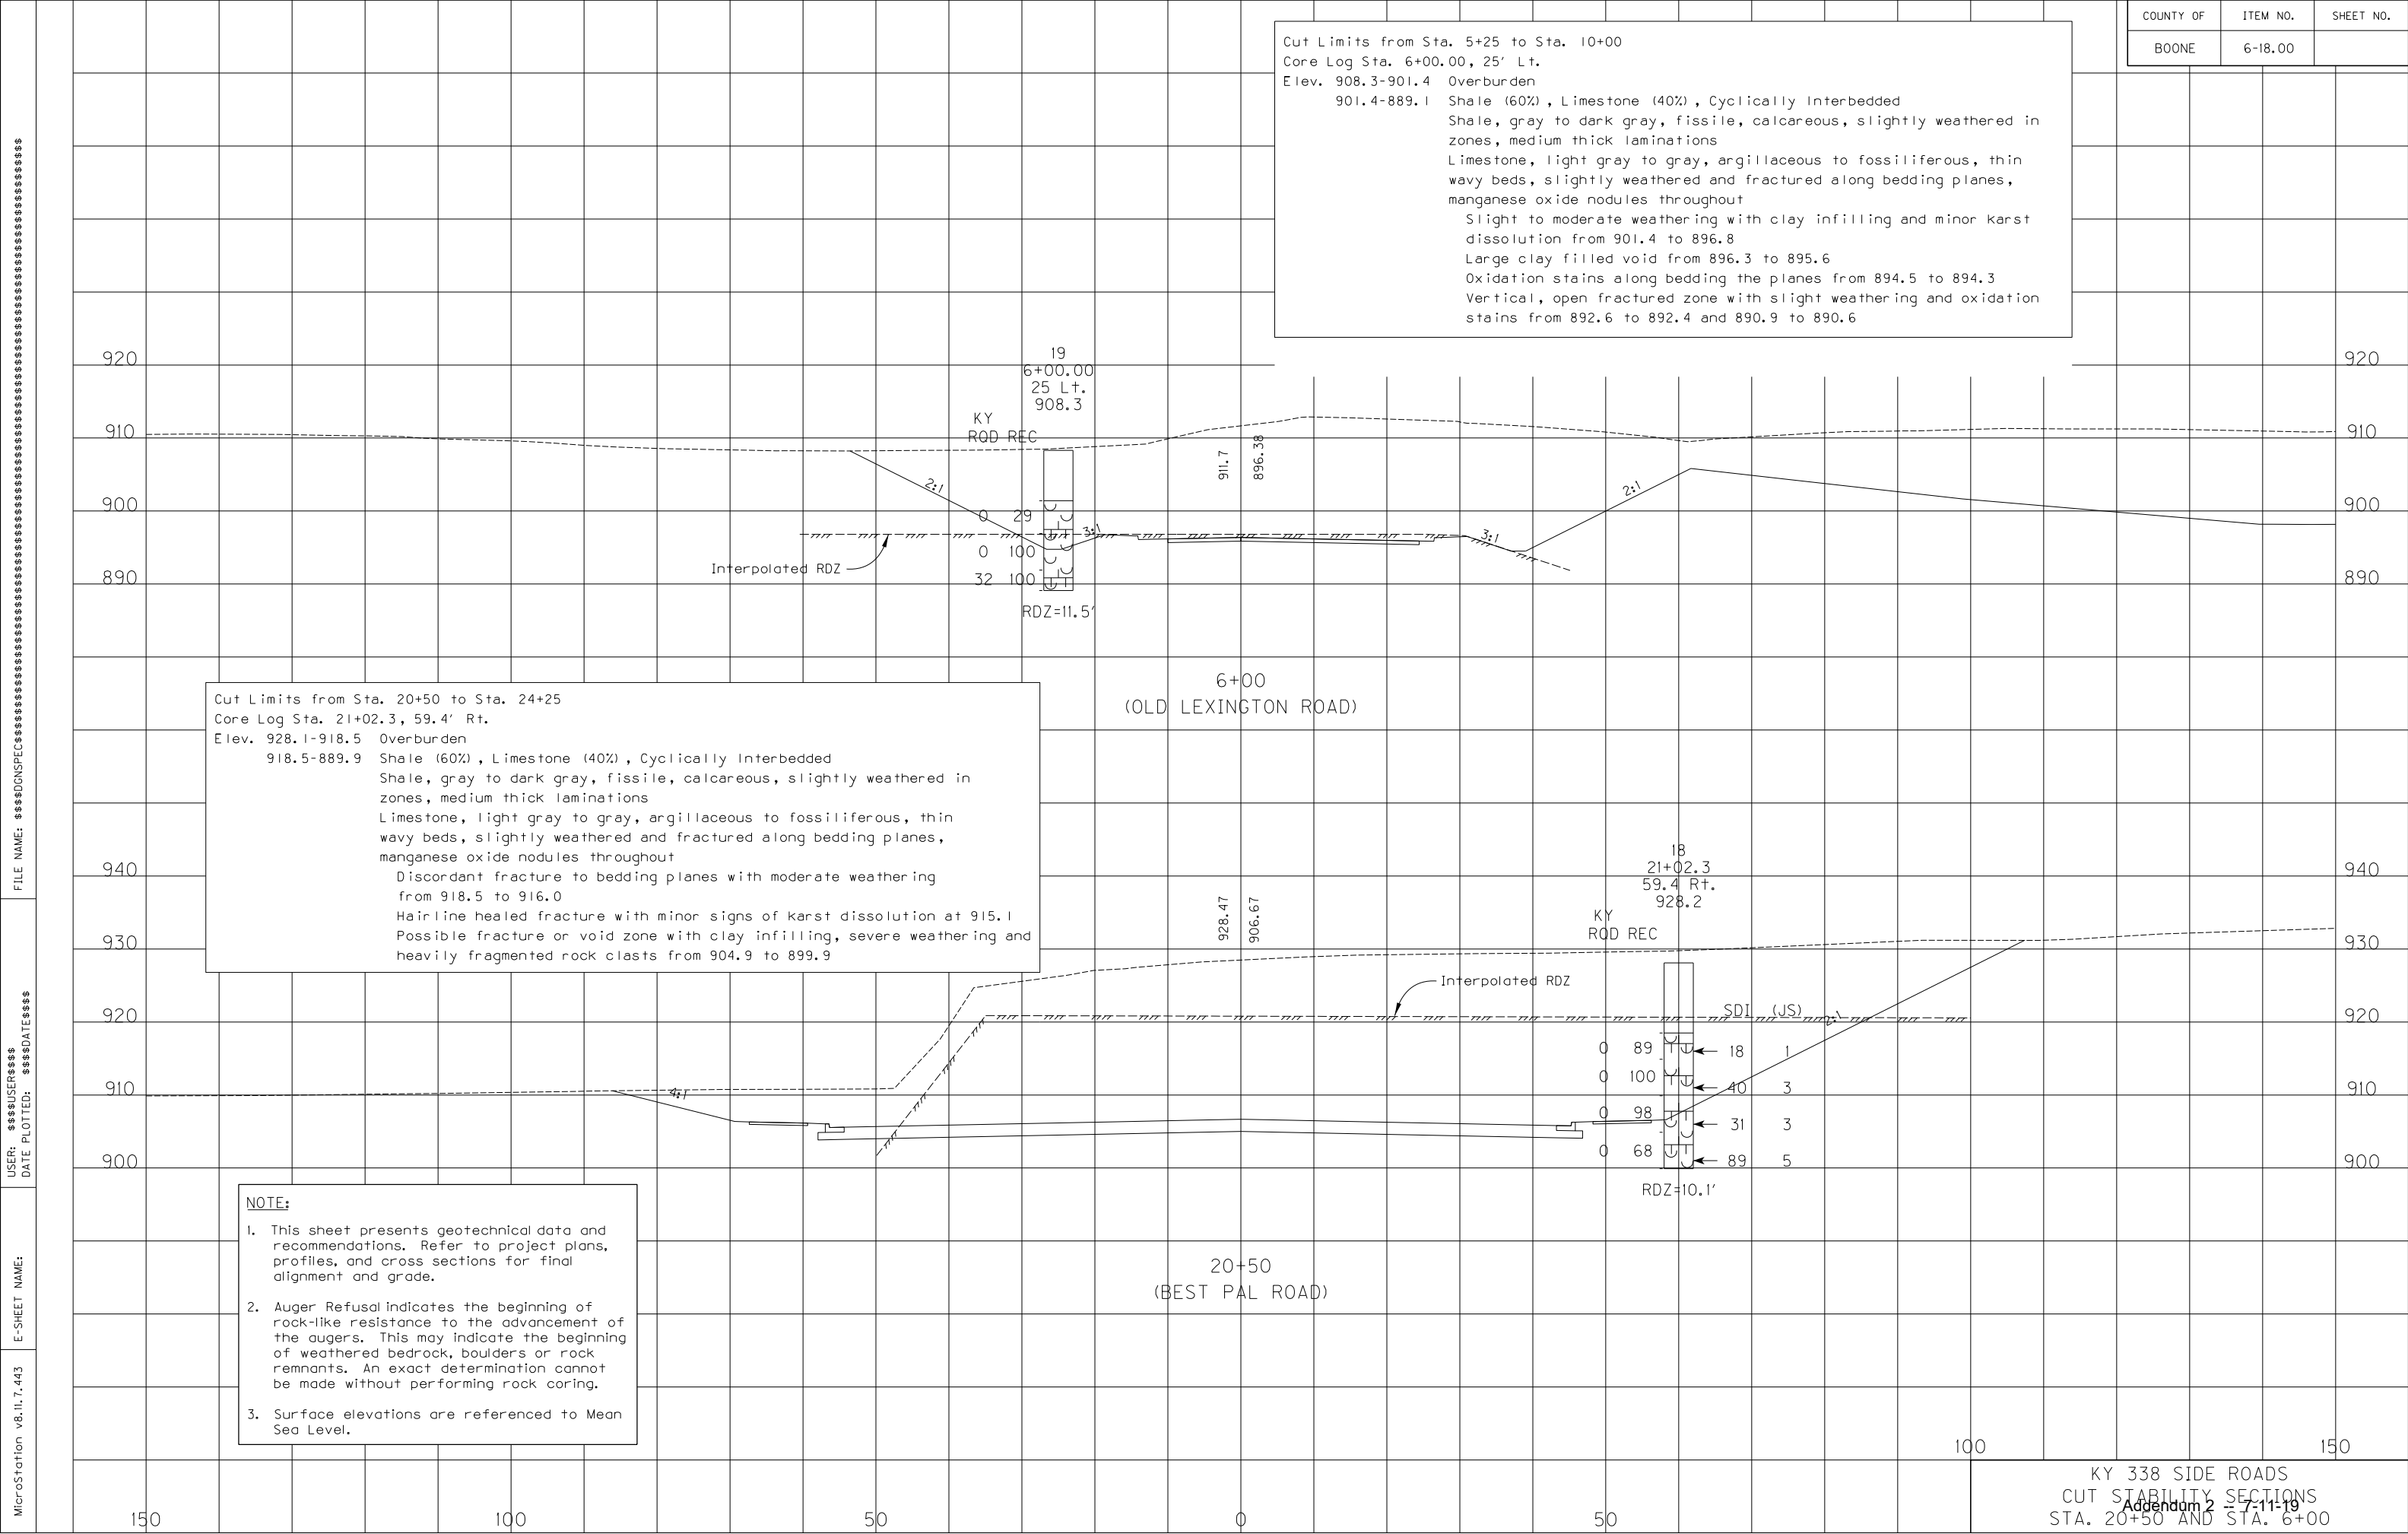 COUNTY OF ITEM NO. SHEET NO.
BOONE 6-18.00
Cut Limits from Sta. 5+25 to Sta. 10+00
Core Log Sta. 6+00.00, 25' Lt.
Elev. 908.3-901.4 Overburden
901.4-889.1 Shale (60%), Limestone (40%), Cyclically Interbedded
Shale, gray to dark gray, fissile, calcareous, slightly weathered in
zones, medium thick laminations
Limestone, light gray to gray, argillaceous to fossiliferous, thin
wavy beds, slightly weathered and fractured along bedding planes,
manganese oxide nodules throughout
Slight to moderate weathering with clay infilling and minor karst
dissolution from 901.4 to 896.8
Large clay filled void from 896.3 to 895.6
Oxidation stains along bedding the planes from 894.5 to 894.3
Vertical, open fractured zone with slight weathering and oxidation
stains from 892.6 to 892.4 and 890.9 to 890.6
920 920
19
6+00.00
25 Lt.
908.3
KY
RQD REC
910 910
911.7
896.38
2:1
2:1
900 900
0 29
3:1
3:1
0 100
Interpolated RDZ
32 100
890 890
RDZ=11.5'
6+00
(OLD LEXINGTON ROAD)
Cut Limits from Sta. 20+50 to Sta. 24+25
Core Log Sta. 21+02.3, 59.4' Rt.
Elev. 928.1-918.5 Overburden
918.5-889.9 Shale (60%), Limestone (40%), Cyclically Interbedded
Shale, gray to dark gray, fissile, calcareous, slightly weathered in
zones, medium thick laminations
Limestone, light gray to gray, argillaceous to fossiliferous, thin
wavy beds, slightly weathered and fractured along bedding planes,
manganese oxide nodules throughout
Discordant fracture to bedding planes with moderate weathering
from 918.5 to 916.0
Hairline healed fracture with minor signs of karst dissolution at 915.1
Possible fracture or void zone with clay infilling, severe weathering and
heavily fragmented rock clasts from 904.9 to 899.9
940 940
18
21+02.3
59.4 Rt.
928.2
KY
RQD REC
928.47
906.67
930 930
Interpolated RDZ
SDI (JS)
920 920
2:1
0 89 18 1
0 100 40 3
910 910
4:1
0 98 31 3
0 68 89 5
900 900
RDZ=10.1'
20+50
(BEST PAL ROAD)
NOTE:
1. This sheet presents geotechnical data and
recommendations. Refer to project plans,
profiles, and cross sections for final
alignment and grade.
2. Auger Refusal indicates the beginning of
rock-like resistance to the advancement of
the augers. This may indicate the beginning
of weathered bedrock, boulders or rock
remnants. An exact determination cannot
be made without performing rock coring.
3. Surface elevations are referenced to Mean
Sea Level.
100 150
150 100 50 0 50
KY 338 SIDE ROADS
CUT STABILITY SECTIONS
Addendum 2 -- 7-11-19
STA. 20+50 AND STA. 6+00
USER: $$$$USER$$$$
DATE PLOTTED: $$$$DATE$$$$
E-SHEET NAME:
MicroStation v8.11.7.443